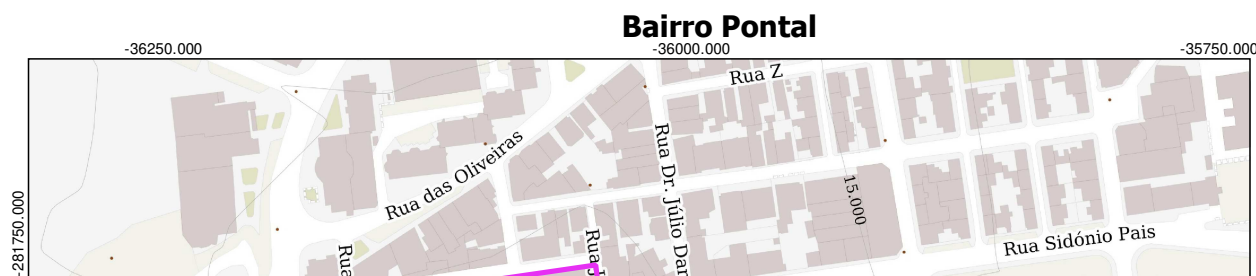 Bairro Pontal
-36250.000
-36000.000
-35750.000
Rua Z
Rua das Oliveiras
Rua Dr. Júlio Dan
15.000
-281750.000
Rua Sidónio Pais
Rua
Rua J